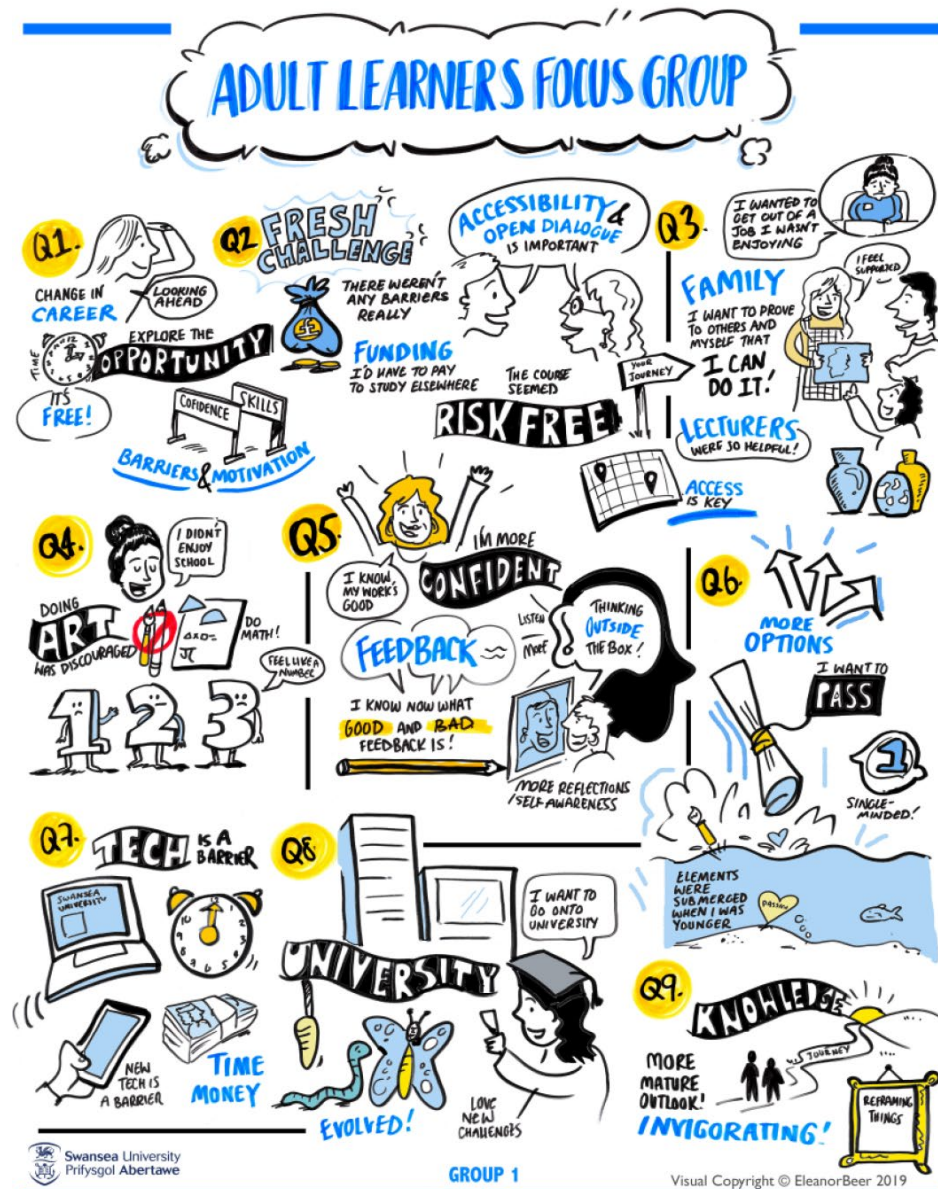 ADULT LEARNERS FOCUS GROUP
Q1.
CHANGE IN
CAREER
LOOKING
AHEAD
TIME
EXPLORE THE
OPPORTUNITY
IT'S
FREE!
COFIDENCE
SKILLS
BARRIERS & MOTIVATION
Q2
FRESH
CHALLENGE
THERE WEREN'T
ANY BARRIERS
REALLY
FUNDING
I'D HAVE TO PAY
TO STUDY ELSEWHERE
ACCESSIBILITY &
OPEN DIALOGUE
IS IMPORTANT
THE COURSE
SEEMED
RISK FREE
YOUR
JOURNEY
Q3.
I WANTED TO
GET OUT OF A
JOB I WASN'T
ENJOYING
FAMILY
I WANT TO PROVE
TO OTHERS AND
MYSELF THAT
I CAN
DO IT!
I FEEL
SUPPORTED
LECTURERS
WERE SO HELPFUL!
ACCESS
IS KEY
Q4.
I DIDN'T
ENJOY
SCHOOL
DOING
ART
WAS DISCOURAGED
DO
MATH!
FEEL LIKE A
NUMBER
1 2 3
Q5.
I KNOW,
MY WORK'S
GOOD
I'M MORE
CONFIDENT
FEEDBACK
LISTEN
MORE
THINKING
OUTSIDE
THE BOX!
I KNOW NOW WHAT
GOOD AND BAD
FEEDBACK IS!
MORE REFLECTIONS
/SELF AWARENESS
Q6.
MORE
OPTIONS
I WANT TO
PASS
1
SINGLE-
MINDED!
ELEMENTS
WERE
SUBMERGED
WHEN I WAS
YOUNGER
PASSION
Q7.
TECH IS A
BARRIER
SWANSEA
UNIVERSITY
NEW
TECH IS
A BARRIER
TIME
MONEY
Q8.
UNIVERSITY
I WANT TO
GO ONTO
UNIVERSITY
EVOLVED!
LOVE
NEW
CHALLENGES
Q9.
KNOWLEDGE
JOURNEY
MORE
MATURE
OUTLOOK!
INVIGORATING!
REFRAMING
THINGS
Swansea University
Prifysgol Abertawe
GROUP 1
Visual Copyright © EleanorBeer 2019